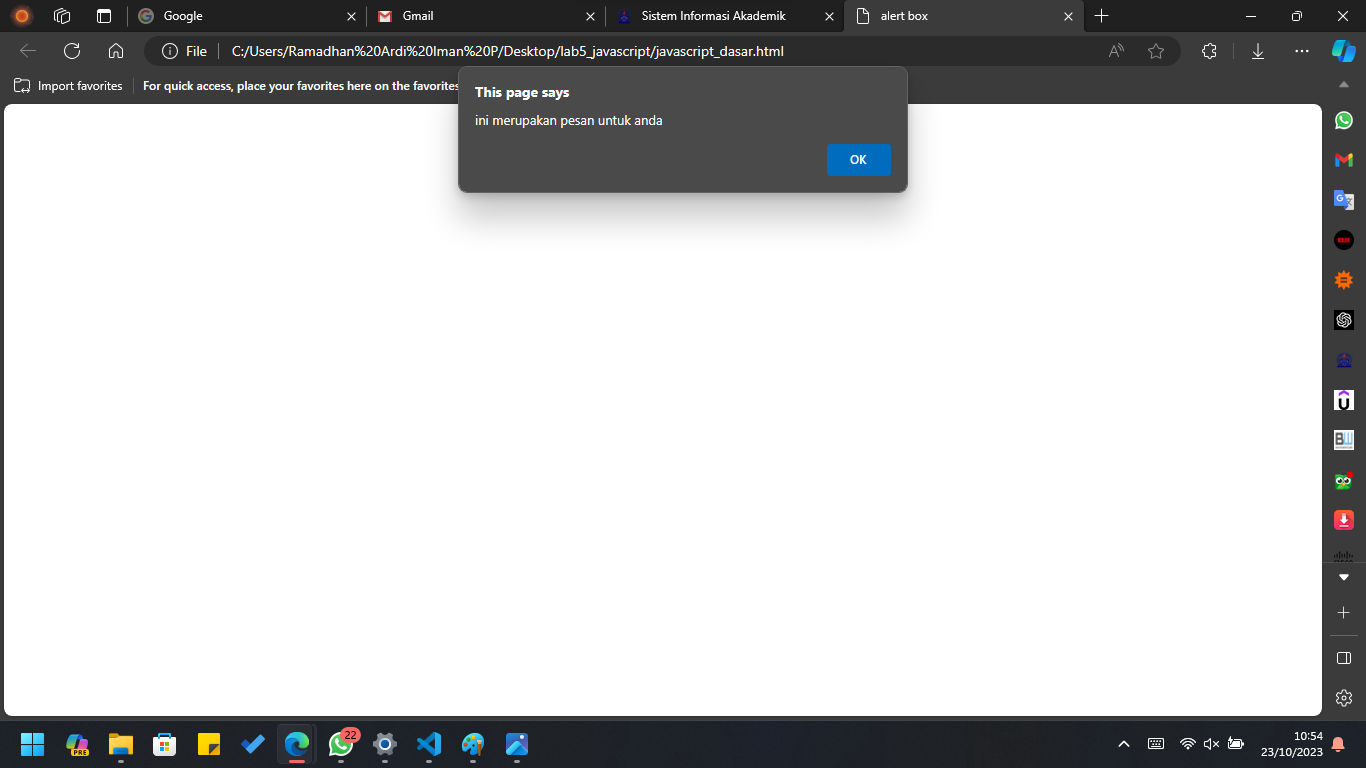 Google
Gmail
Sistem Informasi Akademik
alert box
File
C:/Users/Ramadhan%20Ardi%20Iman%20P/Desktop/lab5_javascript/javascript_dasar.html
Import favorites
For quick access, place your favorites here on the favorites
This page says
ini merupakan pesan untuk anda
OK
PRE
22
10:54
23/10/2023